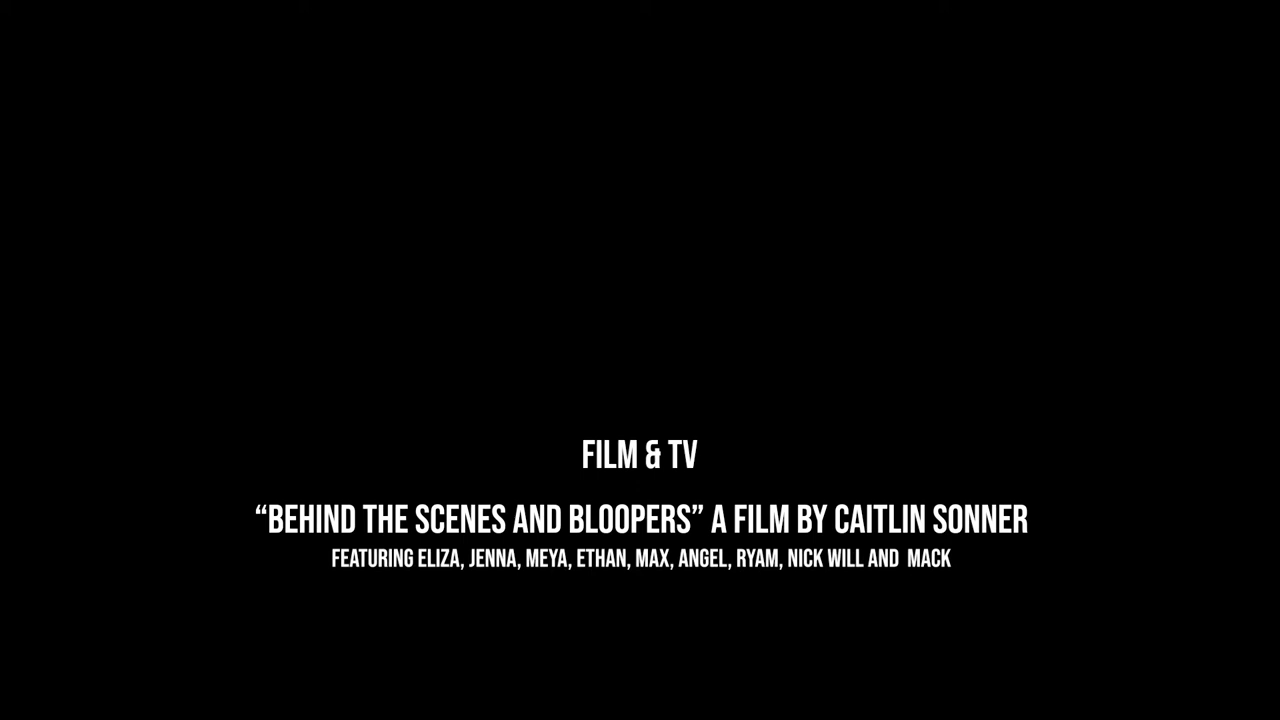 FILM & TV
“BEHIND THE SCENES AND BLOOPERS” A FILM BY CAITLIN SONNER
FEATURING ELIZA, JENNA, MEYA, ETHAN, MAX, ANGEL, RYAM, NICK WILL AND  MACK